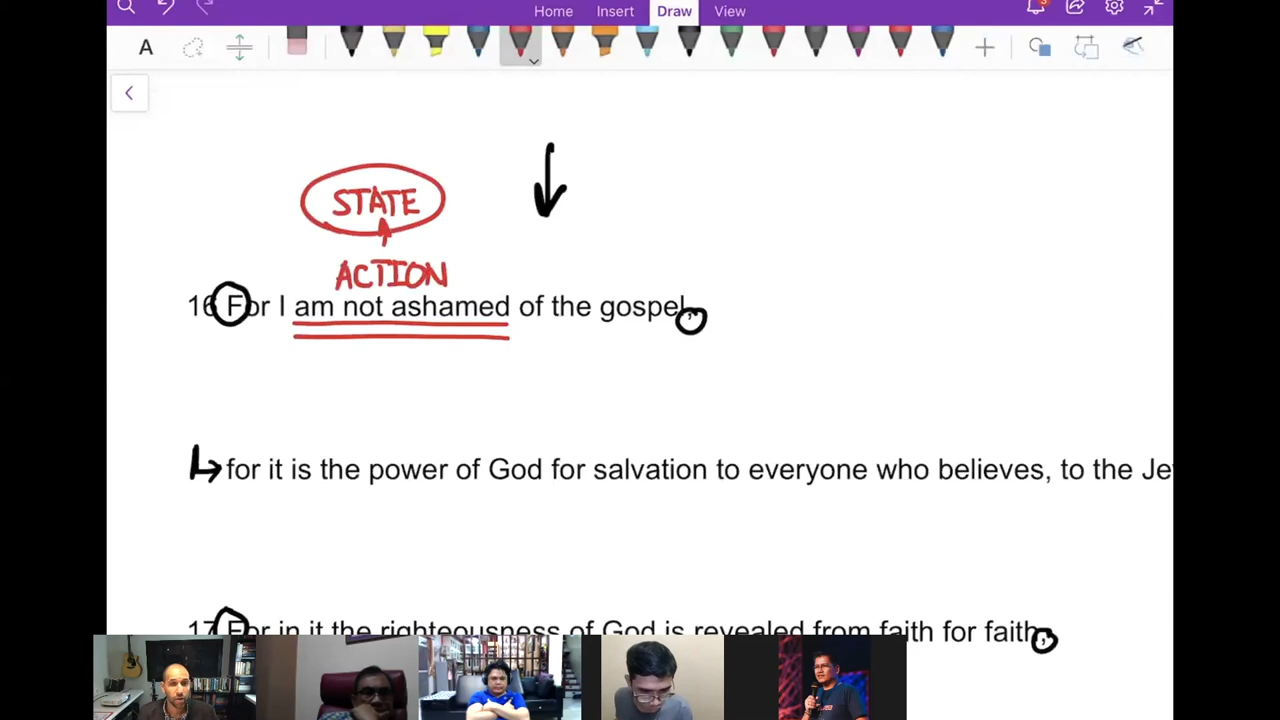 Home Insert Draw View
A
STATE
ACTION
16 For I am not ashamed of the gospel,
for it is the power of God for salvation to everyone who believes, to the Je
17 For in it the righteousness of God is revealed from faith for faith,